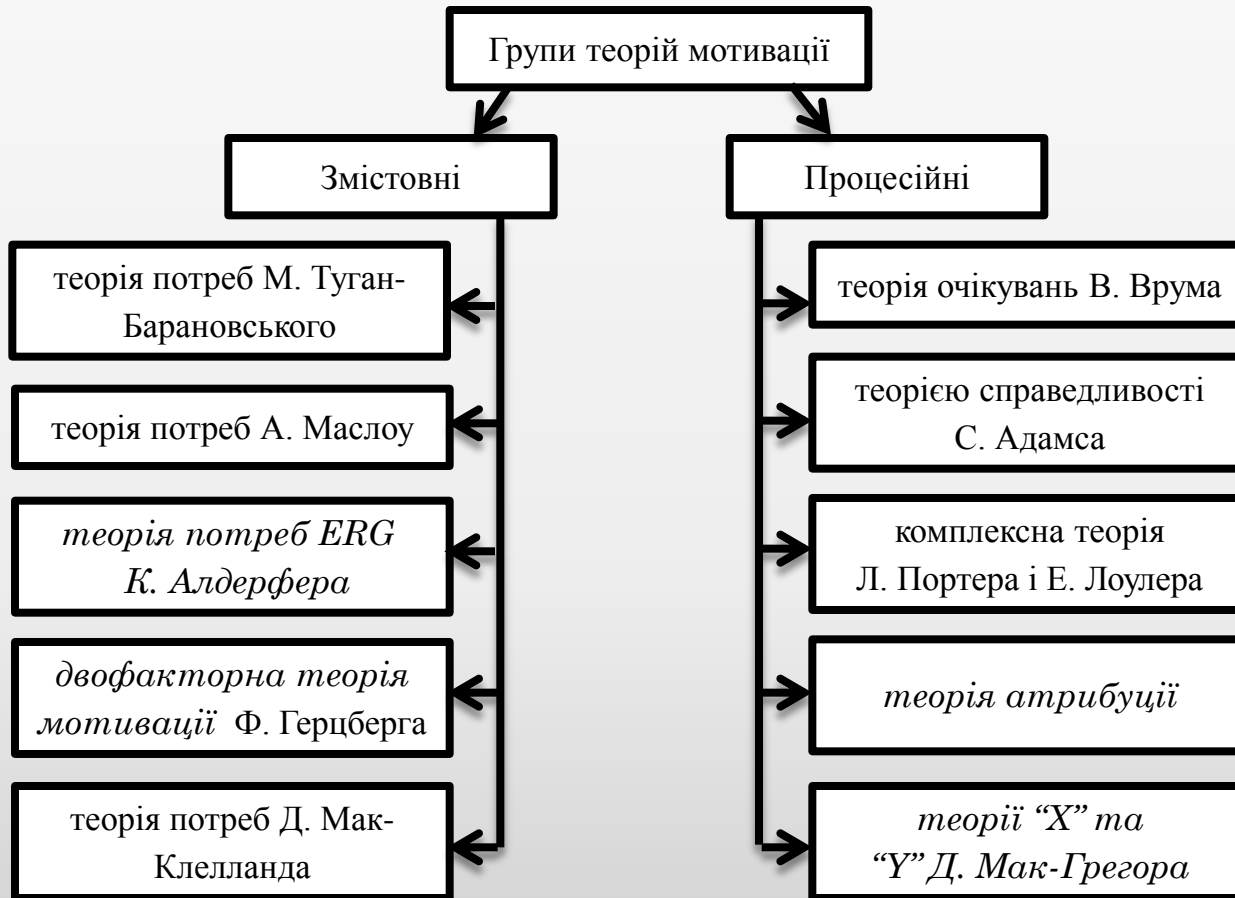 Групи теорій мотивації
Змістовні
Процесійні
теорія потреб М. Туган-
Барановського
теорія потреб А. Маслоу
теорія потреб ERG
К. Алдерфера
двофакторна теорія
мотивації Ф. Герцберга
теорія потреб Д. Мак-
Клелланда
теорія очікувань В. Врума
теорією справедливості
С. Адамса
комплексна теорія
Л. Портера і Е. Лоулера
теорія атрибуції
теорії “X” та
“Y” Д. Мак-Грегора